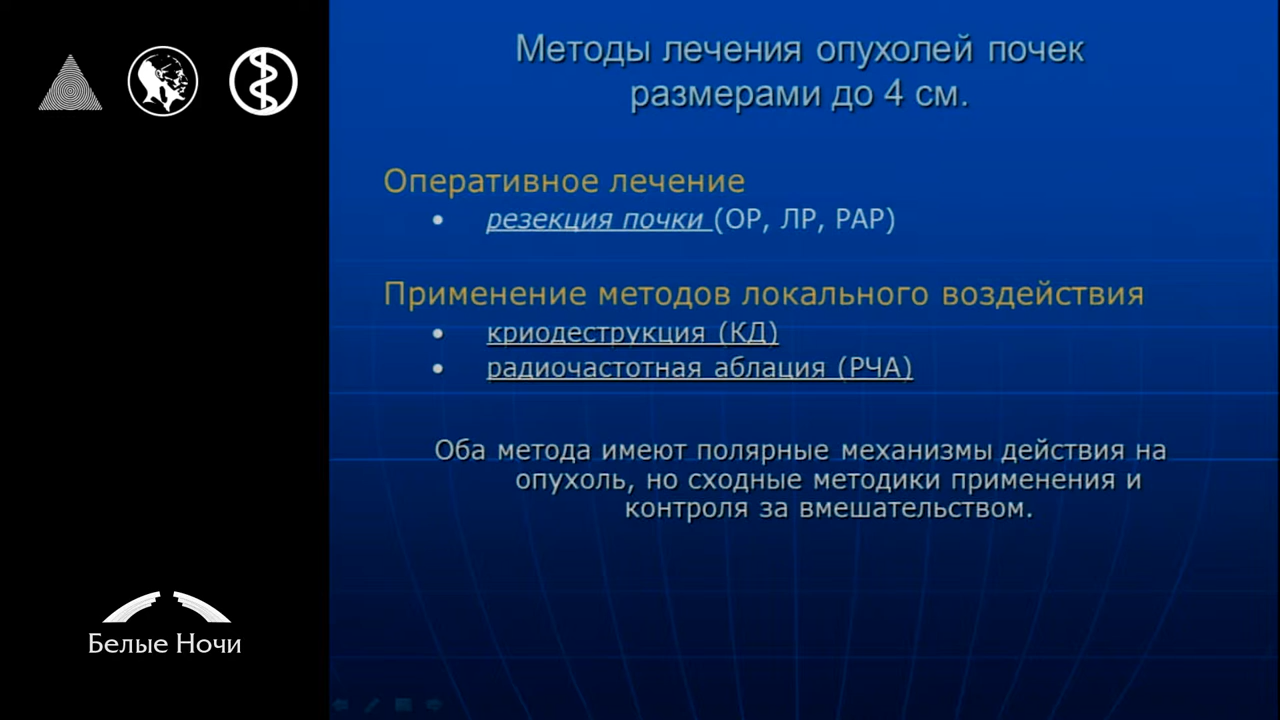 Методы лечения опухолей почек
размерами до 4 см.
Оперативное лечение
• резекция почки (ОР, ЛР, РАР)
Применение методов локального воздействия
• криодеструкция (КД)
• радиочастотная аблация (РЧА)
Оба метода имеют полярные механизмы действия на
опухоль, но сходные методики применения и
контроля за вмешательством.
Белые Ночи